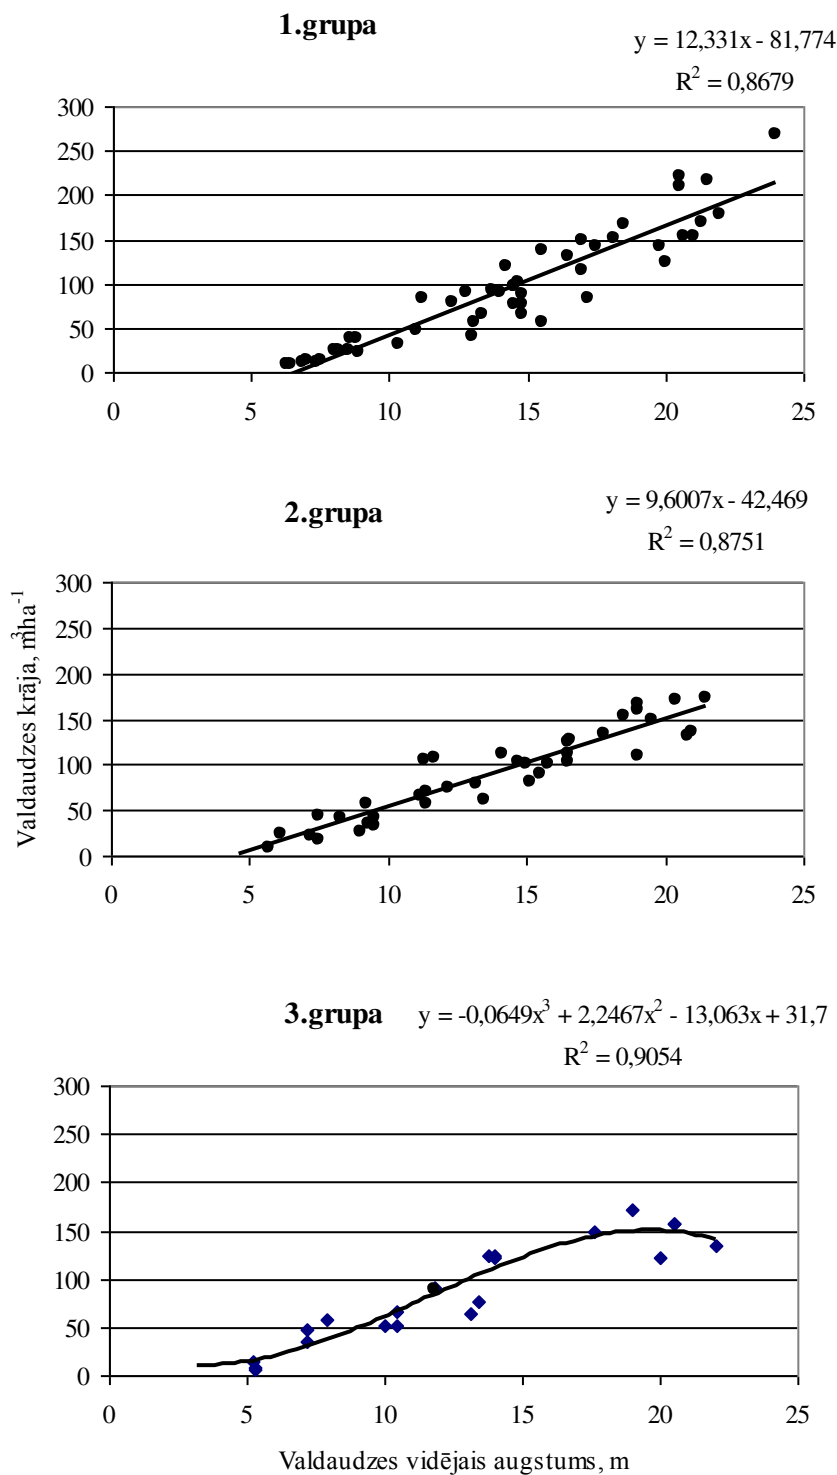 1.grupa
y = 12,331x - 81,774
R² = 0,8679
300
250
200
150
100
50
0
0 5 10 15 20 25
2.grupa
y = 9,6007x - 42,469
R² = 0,8751
Valdaudzes krāja, m³ha⁻¹
300
250
200
150
100
50
0
0 5 10 15 20 25
3.grupa y = -0,0649x³ + 2,2467x² - 13,063x + 31,7
R² = 0,9054
300
250
200
150
100
50
0
0 5 10 15 20 25
Valdaudzes vidējais augstums, m